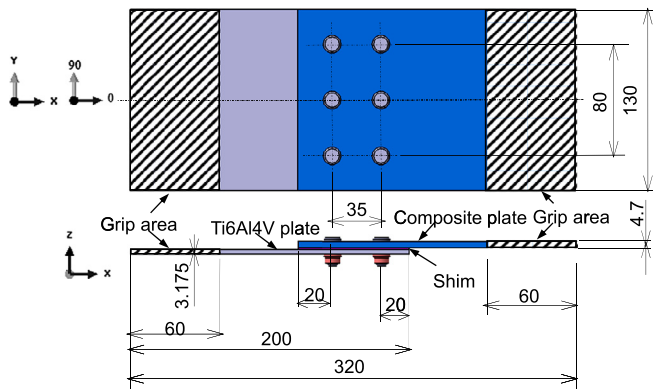 Y
X
90
0
80
130
35
Grip area
Ti6Al4V plate
Composite plate
Grip area
4.7
Z
X
3.175
Shim
20
20
60
60
200
320